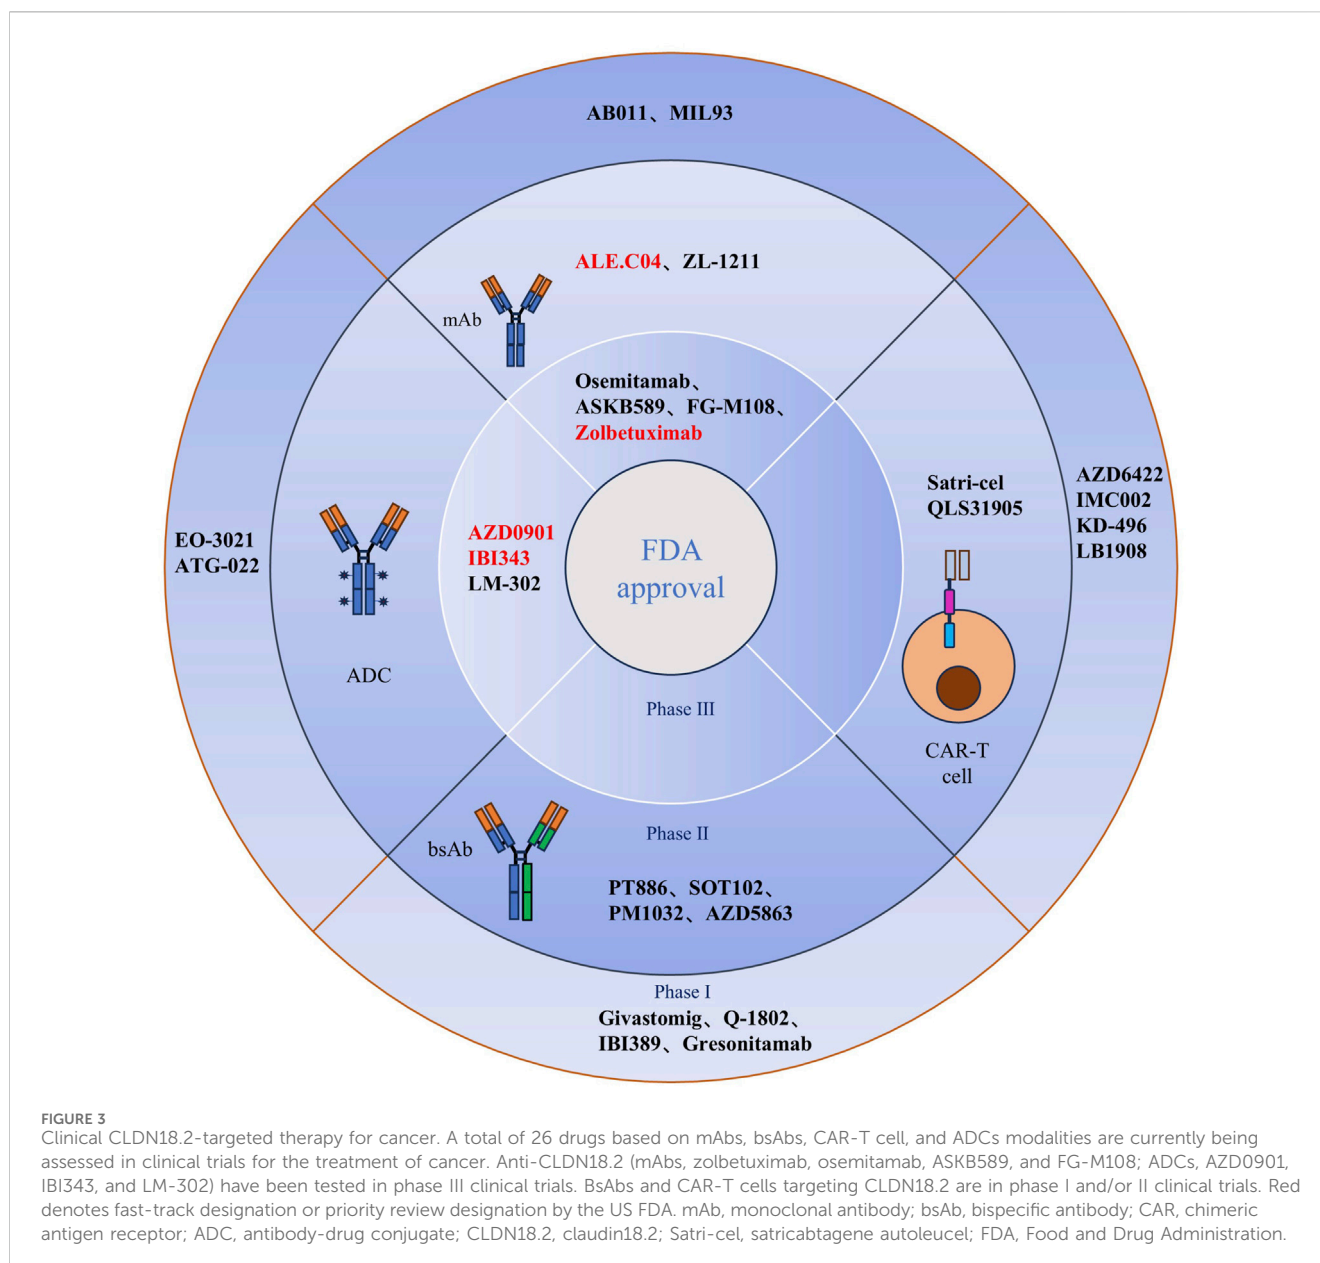 AB011、MIL93
ALE.C04、ZL-1211
mAb
Osemitamab、
ASKB589、FG-M108、
Zolbetuximab
Satri-cel
QLS31905
AZD6422
IMC002
KD-496
LB1908
EO-3021
ATG-022
AZD0901
IBI343
LM-302
FDA
approval
ADC
Phase III
CAR-T
cell
Phase II
bsAb
PT886、SOT102、
PM1032、AZD5863
Phase I
Givastomig、Q-1802、
IBI389、Gresonitamab
FIGURE 3
Clinical CLDN18.2-targeted therapy for cancer. A total of 26 drugs based on mAbs, bsAbs, CAR-T cell, and ADCs modalities are currently being
assessed in clinical trials for the treatment of cancer. Anti-CLDN18.2 (mAbs, zolbetuximab, osemitamab, ASKB589, and FG-M108; ADCs, AZD0901,
IBI343, and LM-302) have been tested in phase III clinical trials. BsAbs and CAR-T cells targeting CLDN18.2 are in phase I and/or II clinical trials. Red
denotes fast-track designation or priority review designation by the US FDA. mAb, monoclonal antibody; bsAb, bispecific antibody; CAR, chimeric
antigen receptor; ADC, antibody-drug conjugate; CLDN18.2, claudin18.2; Satri-cel, satricabtagene autoleucel; FDA, Food and Drug Administration.